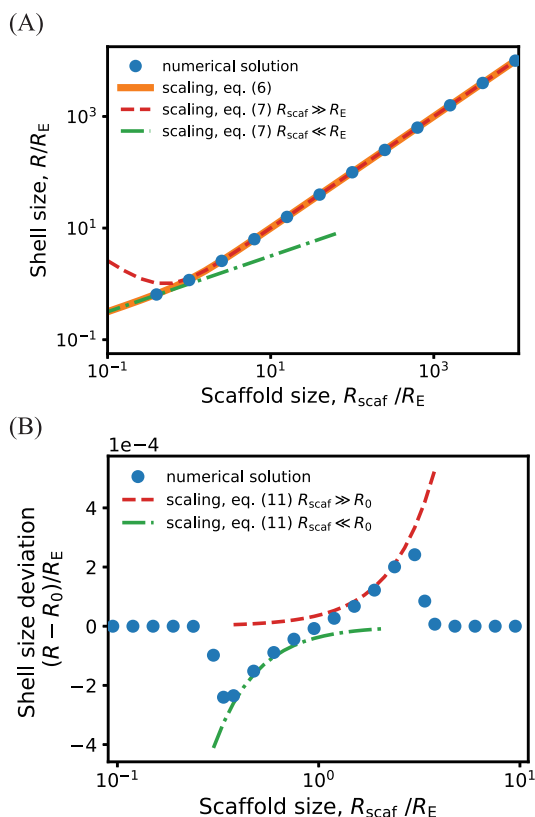 (A)
numerical solution
scaling, eq. (6)
scaling, eq. (7) R_scaf ≫ R_E
scaling, eq. (7) R_scaf ≪ R_E
Shell size, R/R_E
10^3
10^1
10^−1
10^−1
10^1
10^3
Scaffold size, R_scaf /R_E
(B)
1e−4
numerical solution
scaling, eq. (11) R_scaf ≫ R_0
scaling, eq. (11) R_scaf ≪ R_0
Shell size deviation
(R − R_0)/R_E
4
2
0
−2
−4
10^−1
10^0
10^1
Scaffold size, R_scaf /R_E